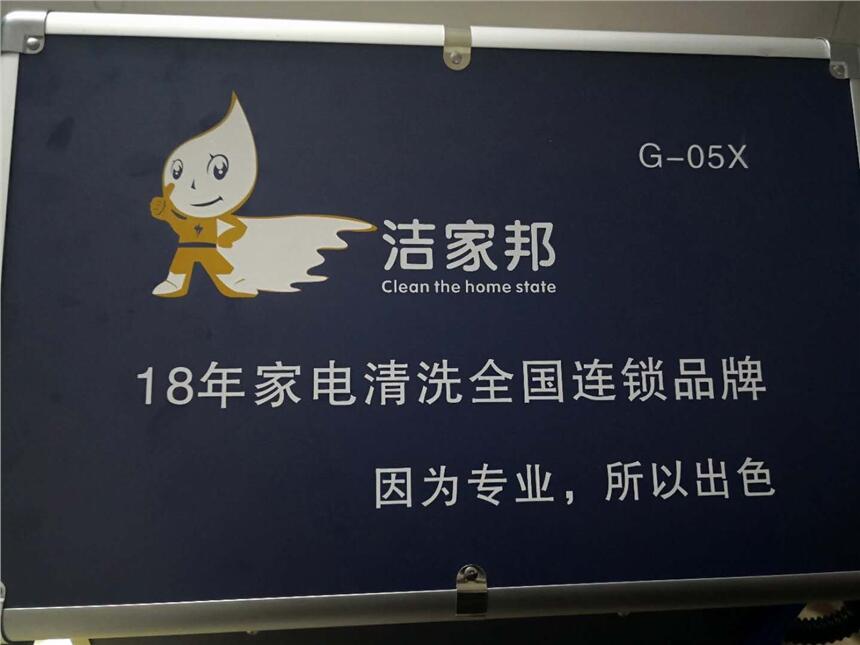 G-05X
洁家邦
Clean the home state
18年家电清洗全国连锁品牌
因为专业，所以出色